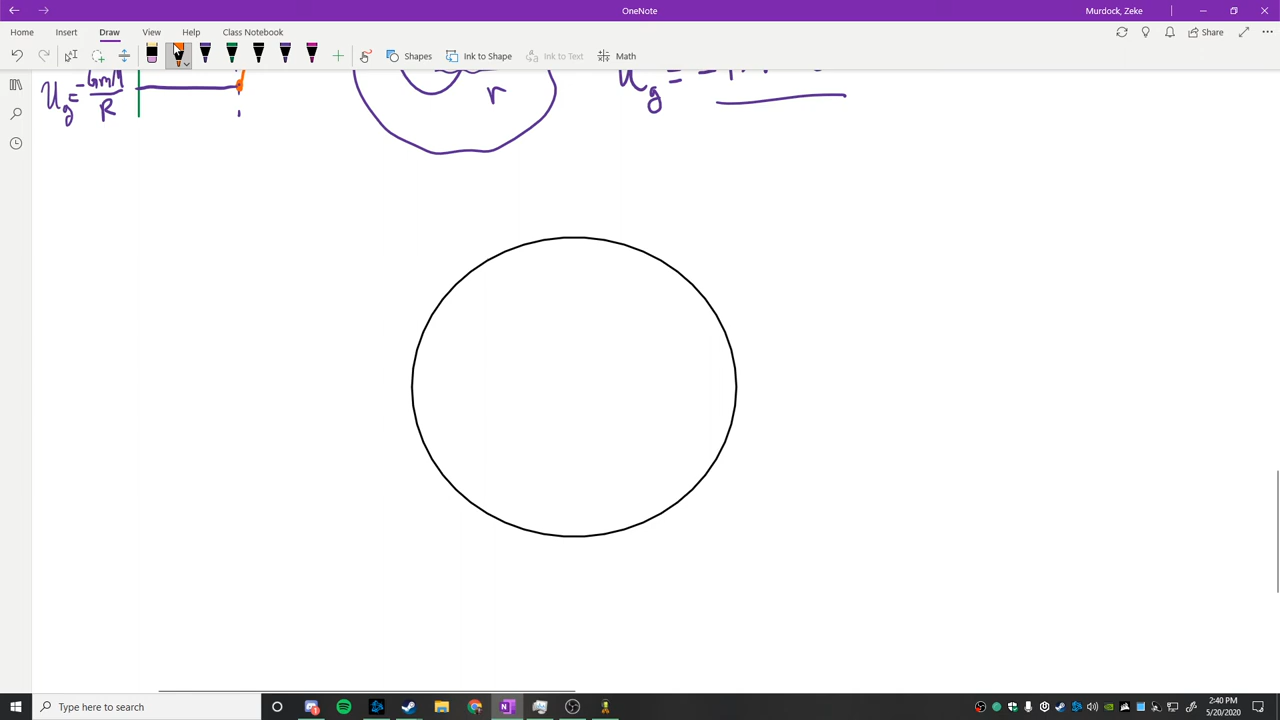 OneNote
Murdock, Zeke
Home Insert Draw View Help Class Notebook
Share
Shapes Ink to Shape Ink to Text Math
U_g = -GmM/R
r
U_g = -
Type here to search
2:40 PM
5/20/2020